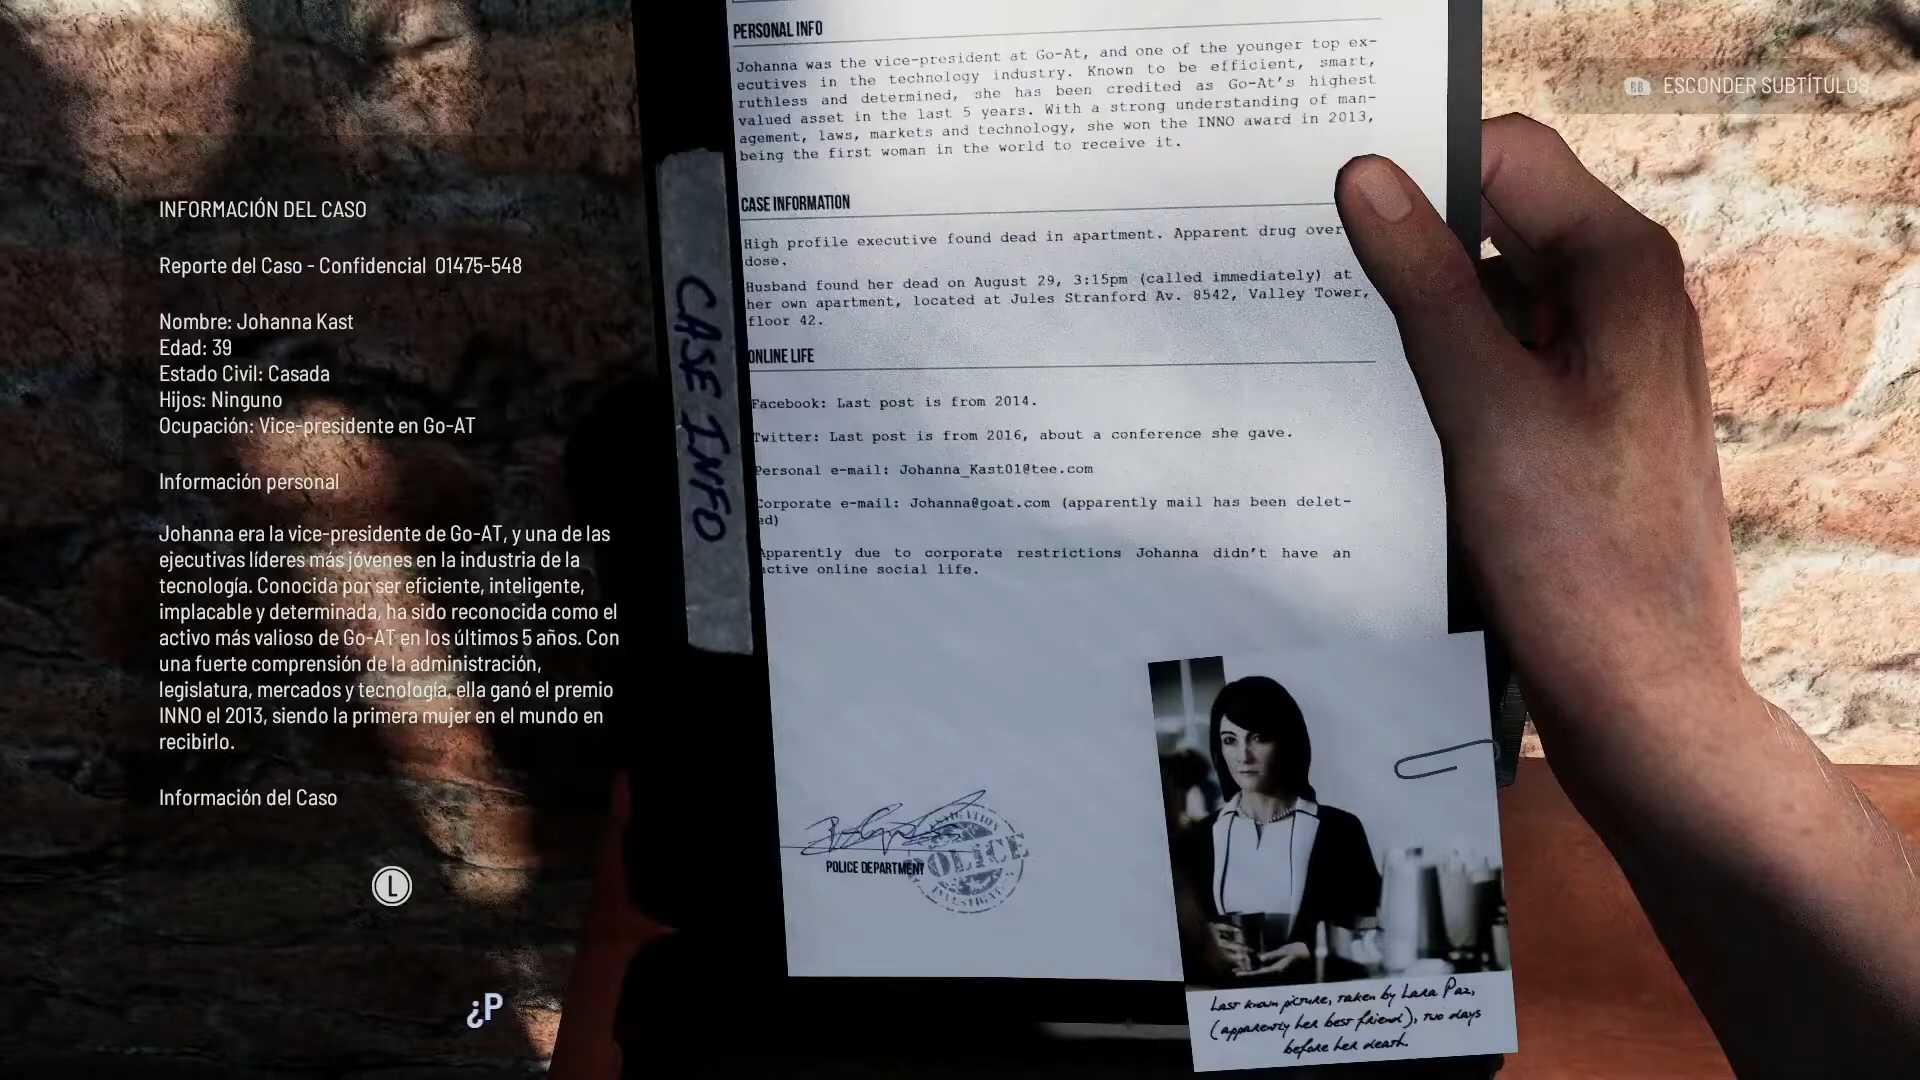 ESCONDER SUBTÍTULOS
INFORMACIÓN DEL CASO
Reporte del Caso - Confidencial 01475-548
Nombre: Johanna Kast
Edad: 39
Estado Civil: Casada
Hijos: Ninguno
Ocupación: Vice-presidente en Go-AT
Información personal
Johanna era la vice-presidente de Go-AT, y una de las
ejecutivas líderes más jóvenes en la industria de la
tecnología. Conocida por ser eficiente, inteligente,
implacable y determinada, ha sido reconocida como el
activo más valioso de Go-AT en los últimos 5 años. Con
una fuerte comprensión de la administración,
legislatura, mercados y tecnología, ella ganó el premio
INNO el 2013, siendo la primera mujer en el mundo en
recibirlo.
Información del Caso
L
¿P
CASE INFO
PERSONAL INFO
Johanna was the vice-president at Go-At, and one of the younger top ex-
ecutives in the technology industry. Known to be efficient, smart,
ruthless and determined, she has been credited as Go-At's highest
valued asset in the last 5 years. With a strong understanding of man-
agement, laws, markets and technology, she won the INNO award in 2013,
being the first woman in the world to receive it.
CASE INFORMATION
High profile executive found dead in apartment. Apparent drug over
dose.
Husband found her dead on August 29, 3:15pm (called immediately) at
her own apartment, located at Jules Stranford Av. 8542, Valley Tower,
floor 42.
ONLINE LIFE
Facebook: Last post is from 2014.
Twitter: Last post is from 2016, about a conference she gave.
Personal e-mail: Johanna_Kast01@tee.com
Corporate e-mail: Johanna@goat.com (apparently mail has been delet-
ed)
Apparently due to corporate restrictions Johanna didn't have an
active online social life.
POLICE DEPARTMENT
POLICE
Last known picture, taken by Lara Paz,
(apparently her best friend), two days
before her death.